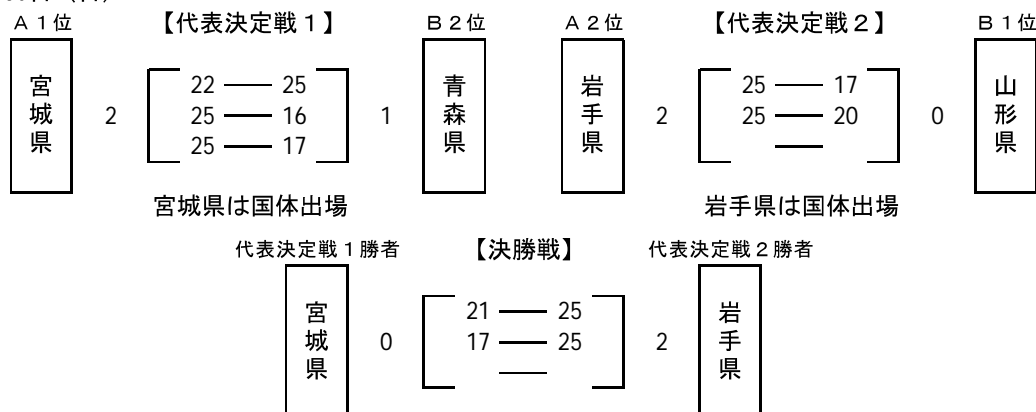 A1位 【代表決定戦1】 B2位 A2位 【代表決定戦2】 B1位
宮城県 2 1 青森県 岩手県 2 0 山形県
22 ― 25 25 ― 17
25 ― 16 25 ― 20
25 ― 17 ―
宮城県は国体出場 岩手県は国体出場
代表決定戦1勝者 【決勝戦】 代表決定戦2勝者
宮城県 0 2 岩手県
21 ― 25
17 ― 25
―